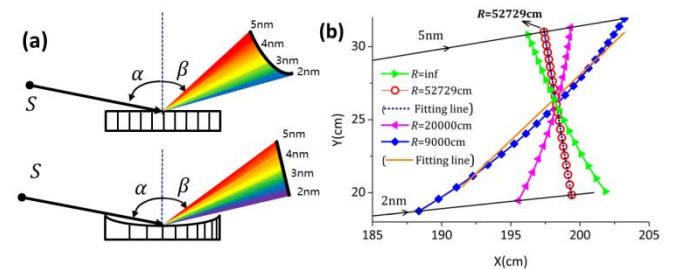 (a)
5nm
4nm
3nm
2nm
α
β
S
5nm
4nm
3nm
2nm
α
β
S
(b)
R=52729cm
5nm
R=inf
R=52729cm
(Fitting line)
R=20000cm
R=9000cm
(Fitting line)
2nm
30
25
20
Y(cm)
185
190
195
200
205
X(cm)